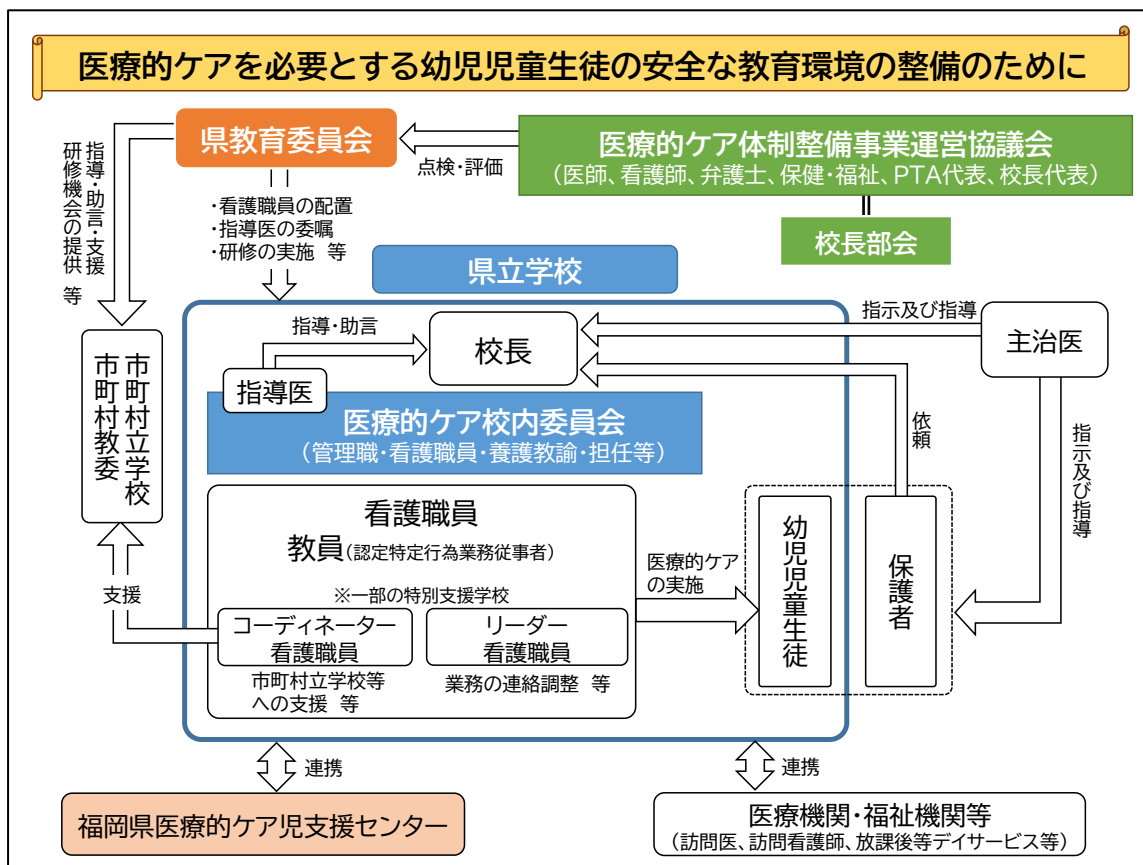 医療的ケアを必要とする幼児児童生徒の安全な教育環境の整備のために
県教育委員会
点検・評価
医療的ケア体制整備事業運営協議会
（医師、看護師、弁護士、保健・福祉、PTA代表、校長代表）
校長部会
指導・助言・支援
研修機会の提供 等
・看護職員の配置
・指導医の委嘱
・研修の実施 等
県立学校
指導・助言
校長
指示及び指導
主治医
指導医
医療的ケア校内委員会
（管理職・看護職員・養護教諭・担任等）
依頼
指示及び指導
市町村立学校
市町村教委
看護職員
教員（認定特定行為業務従事者）
※一部の特別支援学校
コーディネーター
看護職員
市町村立学校等
への支援 等
リーダー
看護職員
業務の連絡調整 等
支援
医療的ケア
の実施
幼児児童生徒
保護者
連携
連携
福岡県医療的ケア児支援センター
医療機関・福祉機関等
（訪問医、訪問看護師、放課後等デイサービス等）